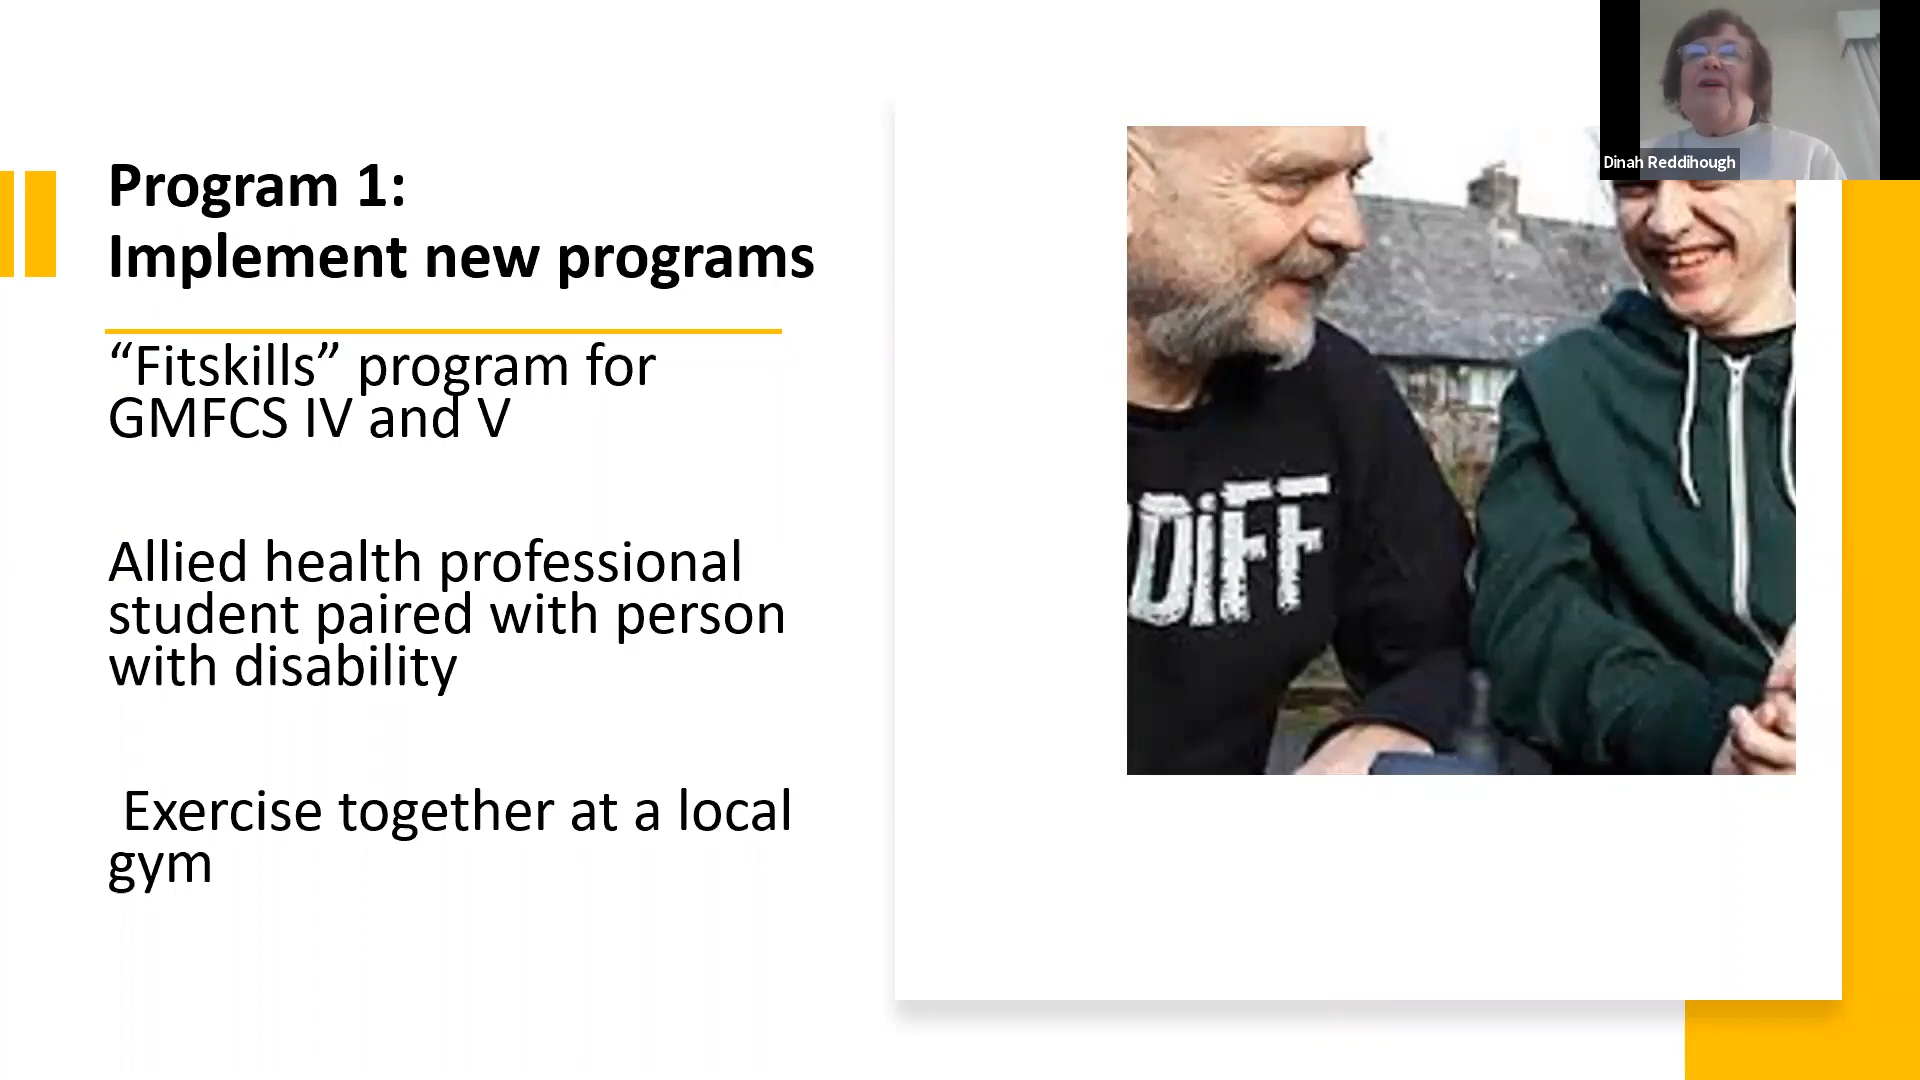 Dinah Reddihough
Program 1:
Implement new programs
“Fitskills” program for
GMFCS IV and V
Allied health professional
student paired with person
with disability
Exercise together at a local
gym
DiFF